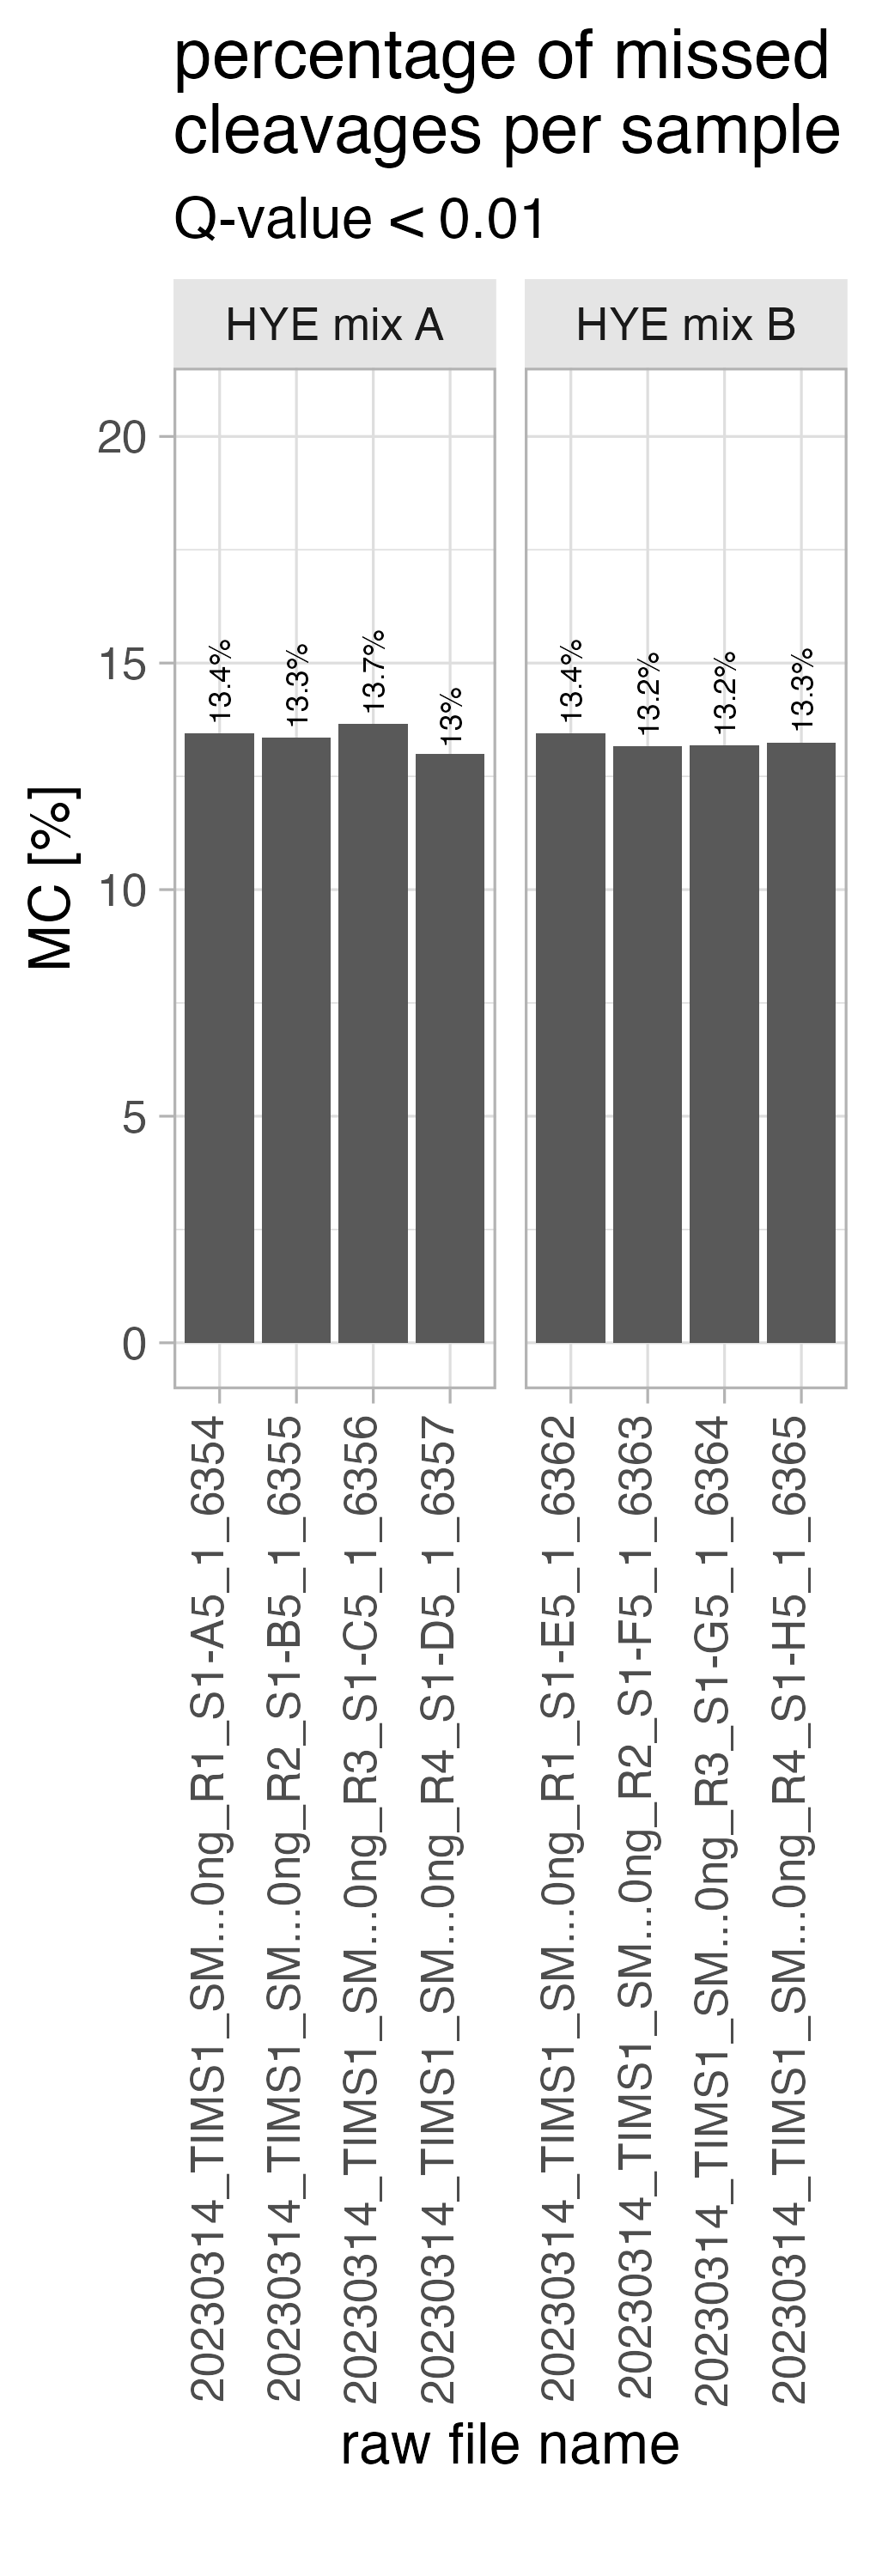 percentage of missed
cleavages per sample
Q-value < 0.01
HYE mix A
HYE mix B
20
15
10
5
0
MC [%]
13.4%
13.3%
13.7%
13%
13.4%
13.2%
13.2%
13.3%
20230314_TIMS1_SM...0ng_R1_S1-A5_1_6354
20230314_TIMS1_SM...0ng_R2_S1-B5_1_6355
20230314_TIMS1_SM...0ng_R3_S1-C5_1_6356
20230314_TIMS1_SM...0ng_R4_S1-D5_1_6357
20230314_TIMS1_SM...0ng_R1_S1-E5_1_6362
20230314_TIMS1_SM...0ng_R2_S1-F5_1_6363
20230314_TIMS1_SM...0ng_R3_S1-G5_1_6364
20230314_TIMS1_SM...0ng_R4_S1-H5_1_6365
raw file name